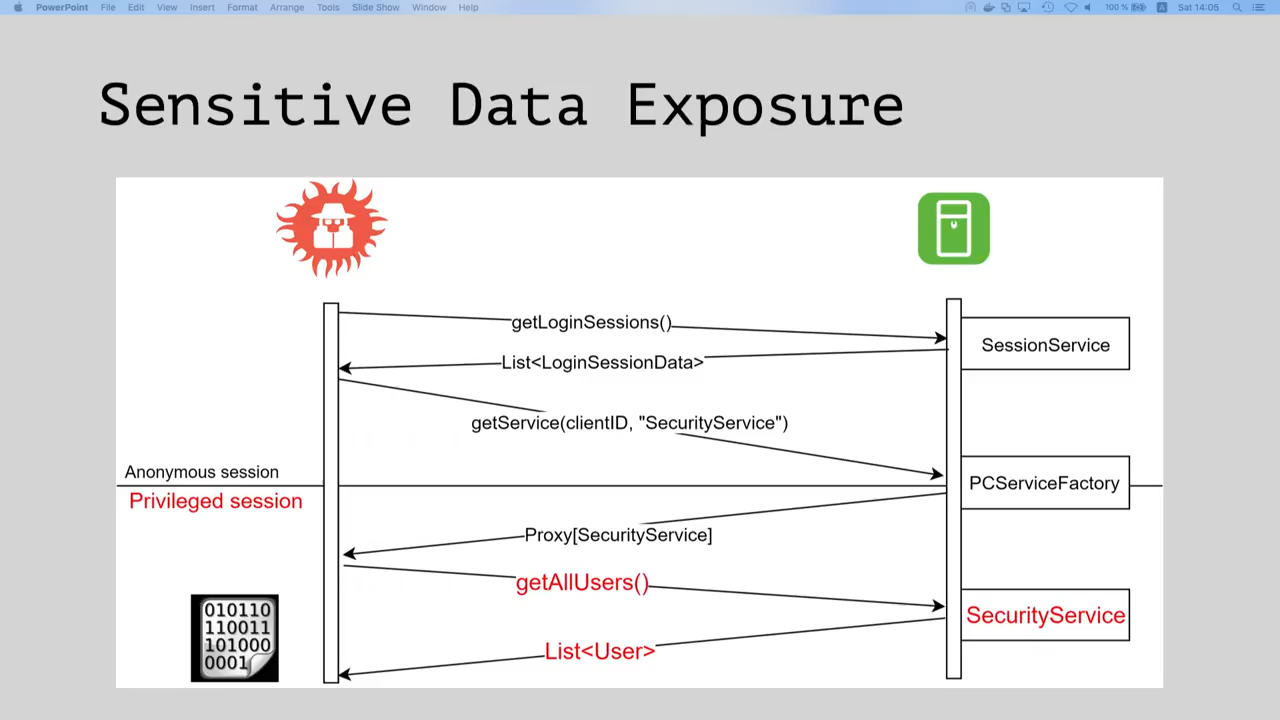 PowerPoint File Edit View Insert Format Arrange Tools Slide Show Window Help 100 % A Sat 14:05
Sensitive Data Exposure
getLoginSessions()
SessionService
List<LoginSessionData>
getService(clientID, "SecurityService")
Anonymous session
PCServiceFactory
Privileged session
Proxy[SecurityService]
getAllUsers()
SecurityService
List<User>
010110
110011
101000
0001